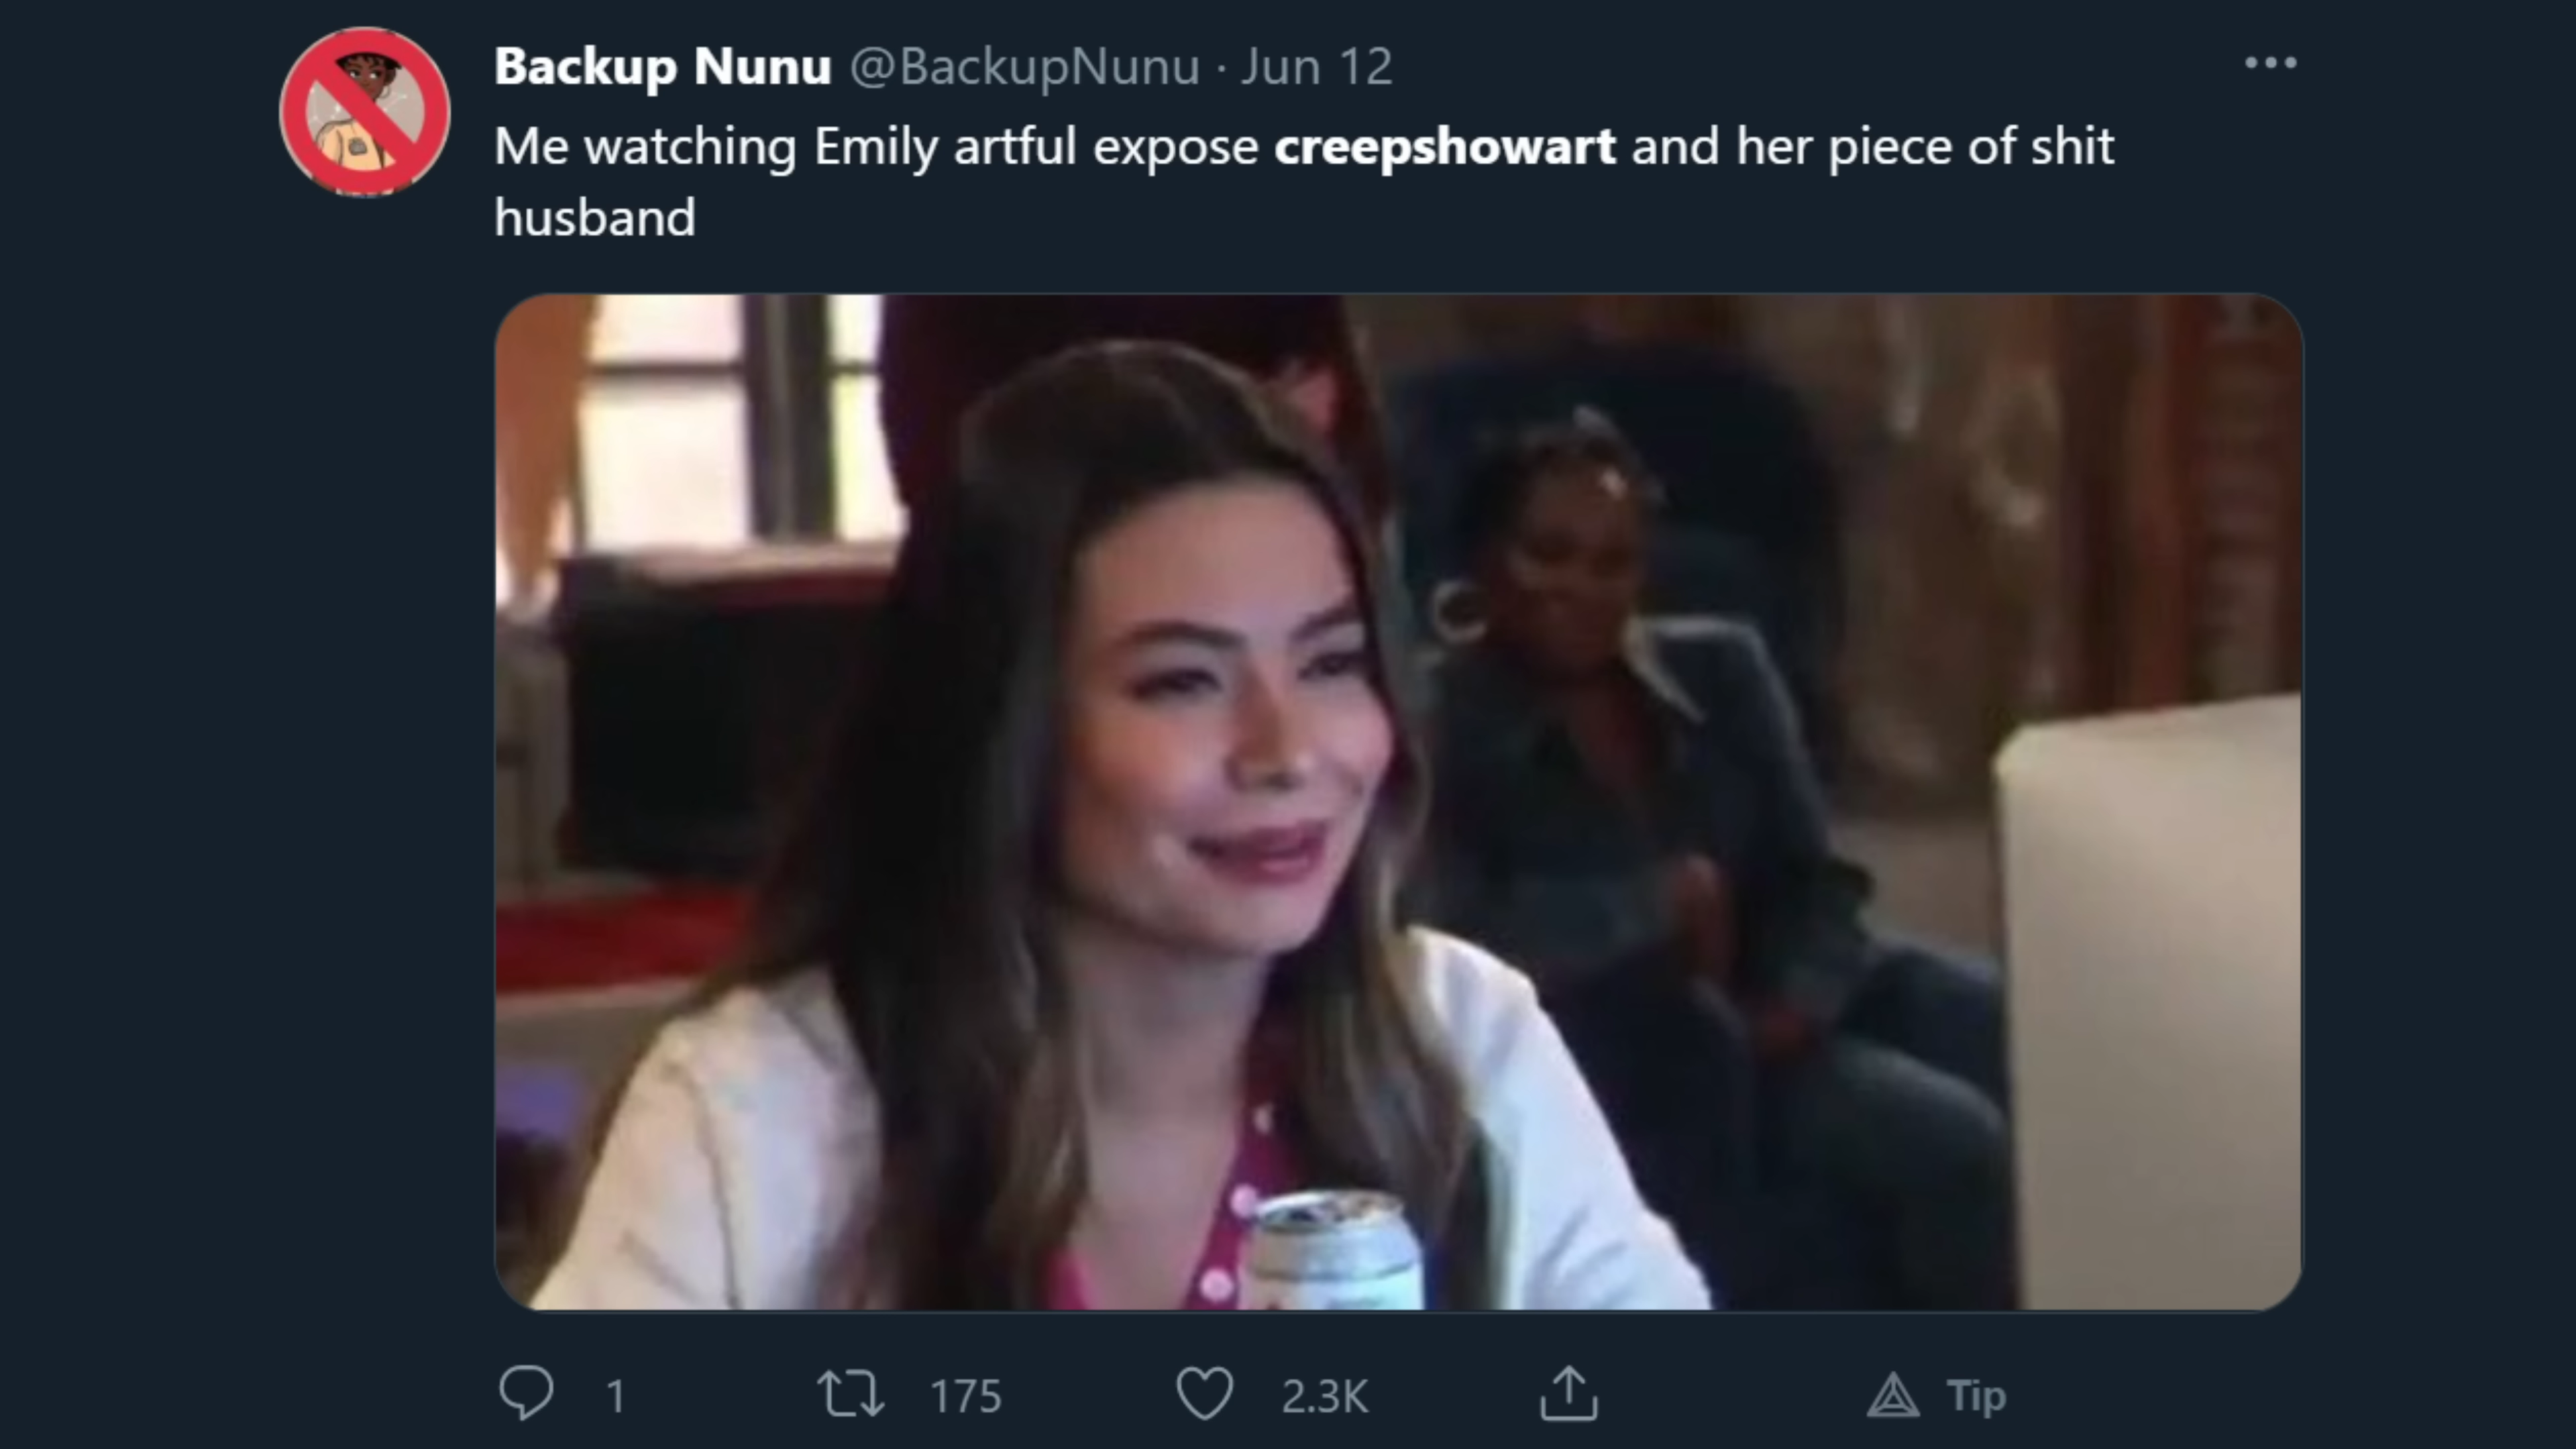 Backup Nunu @BackupNunu · Jun 12
Me watching Emily artful expose creepshowart and her piece of shit
husband
1 175 2.3K Tip